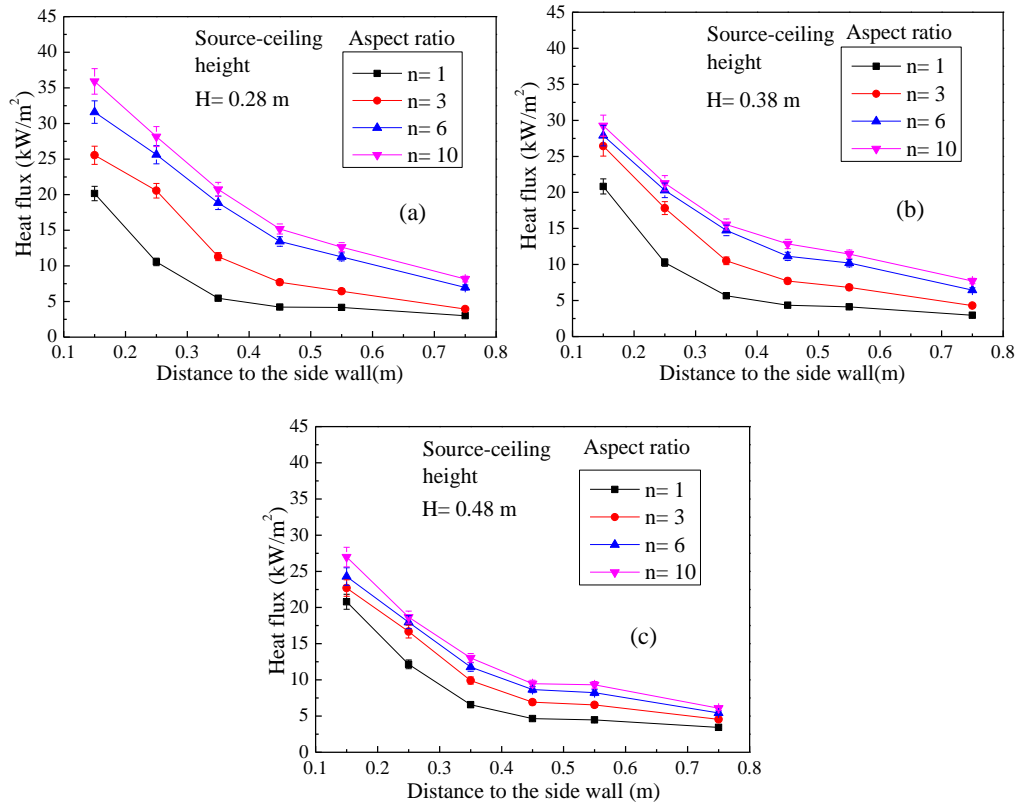 45
40
35
30
25
20
15
10
5
0
Heat flux (kW/m²)
Source-ceiling
height
H= 0.28 m
Aspect ratio
n= 1
n= 3
n= 6
n= 10
(a)
0.1 0.2 0.3 0.4 0.5 0.6 0.7 0.8
Distance to the side wall(m)
45
40
35
30
25
20
15
10
5
0
Heat flux (kW/m²)
Source-ceiling
height
H= 0.38 m
Aspect ratio
n= 1
n= 3
n= 6
n= 10
(b)
0.1 0.2 0.3 0.4 0.5 0.6 0.7 0.8
Distance to the side wall(m)
45
40
35
30
25
20
15
10
5
0
Heat flux (kW/m²)
Source-ceiling
height
H= 0.48 m
Aspect ratio
n= 1
n= 3
n= 6
n= 10
(c)
0.1 0.2 0.3 0.4 0.5 0.6 0.7 0.8
Distance to the side wall (m)